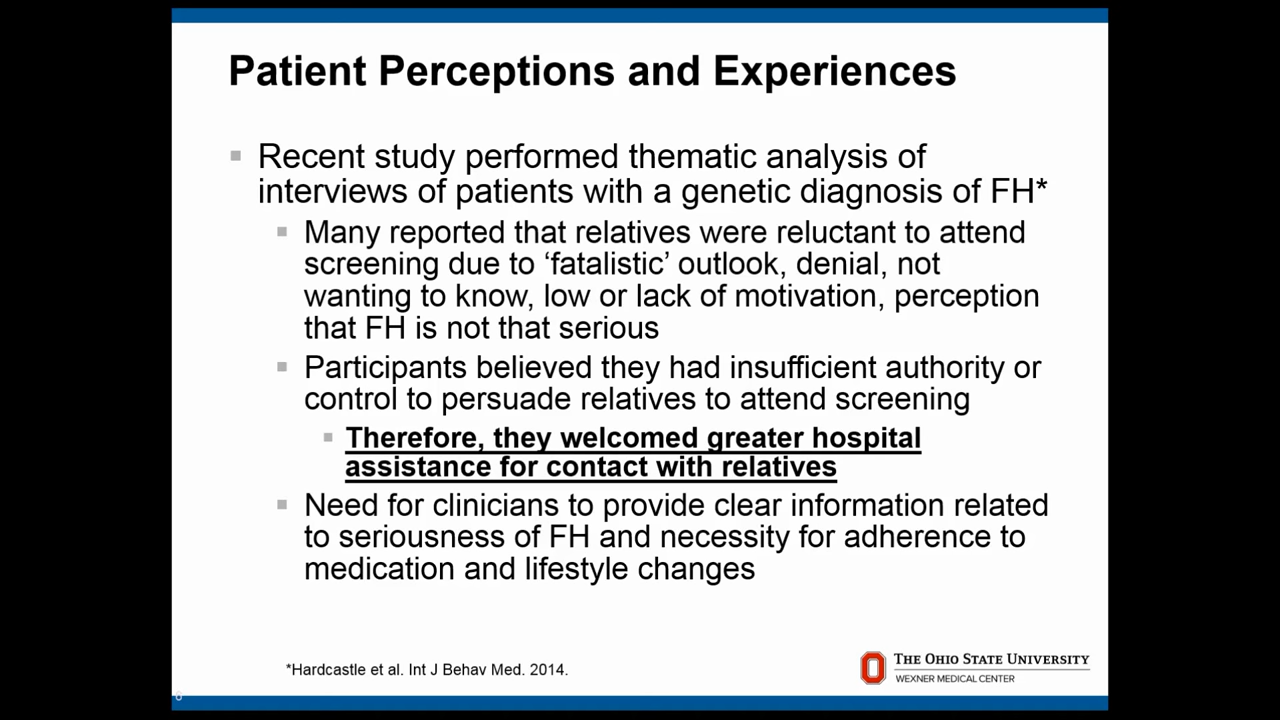 Patient Perceptions and Experiences
Recent study performed thematic analysis of
interviews of patients with a genetic diagnosis of FH*
Many reported that relatives were reluctant to attend
screening due to ‘fatalistic’ outlook, denial, not
wanting to know, low or lack of motivation, perception
that FH is not that serious
Participants believed they had insufficient authority or
control to persuade relatives to attend screening
Therefore, they welcomed greater hospital
assistance for contact with relatives
Need for clinicians to provide clear information related
to seriousness of FH and necessity for adherence to
medication and lifestyle changes
*Hardcastle et al. Int J Behav Med. 2014.
THE OHIO STATE UNIVERSITY
WEXNER MEDICAL CENTER